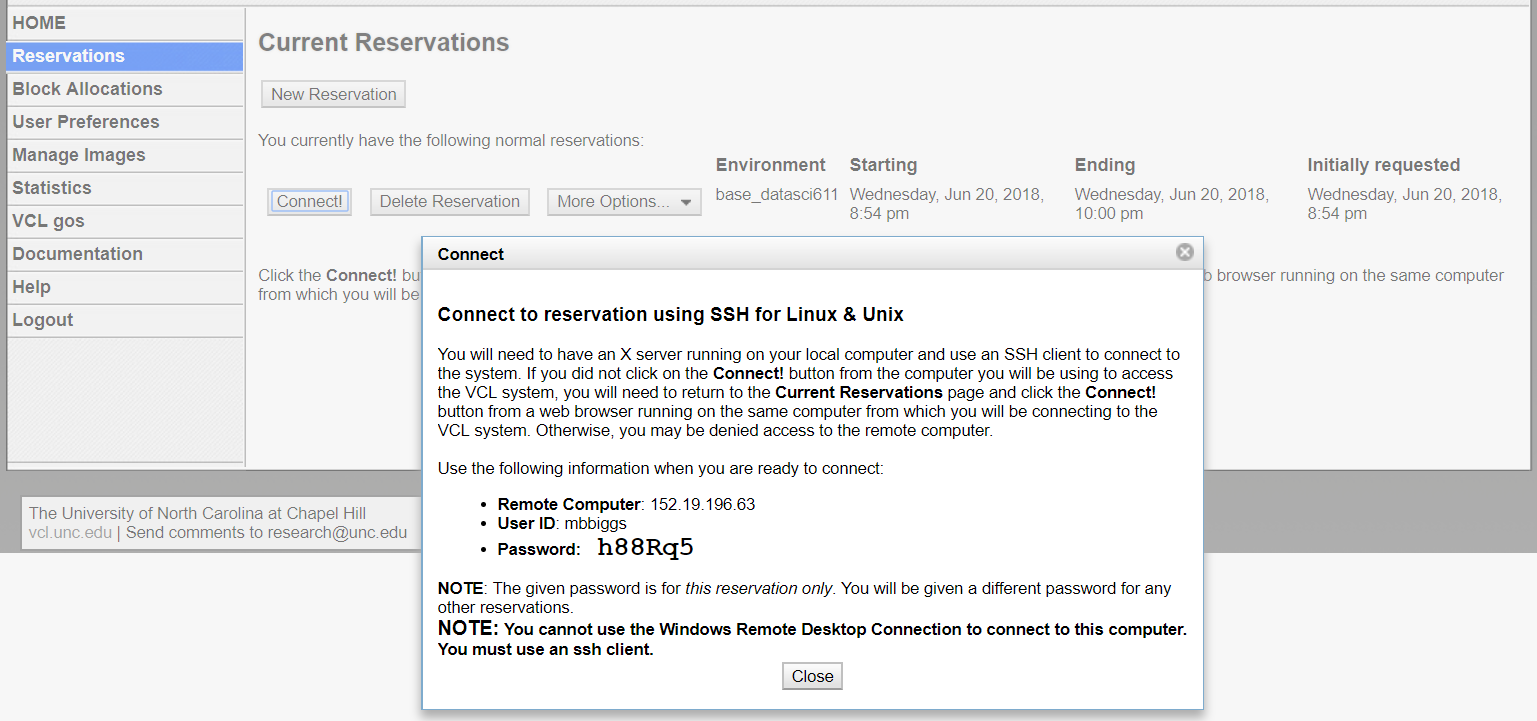 HOME
Reservations
Block Allocations
User Preferences
Manage Images
Statistics
VCL gos
Documentation
Help
Logout
Current Reservations
New Reservation
You currently have the following normal reservations:
Environment Starting Ending Initially requested
Connect! Delete Reservation More Options... base_datasci611 Wednesday, Jun 20, 2018, Wednesday, Jun 20, 2018, Wednesday, Jun 20, 2018,
8:54 pm 10:00 pm 8:54 pm
Click the Connect! bu
b browser running on the same computer
from which you will be
Connect
Connect to reservation using SSH for Linux & Unix
You will need to have an X server running on your local computer and use an SSH client to connect to
the system. If you did not click on the Connect! button from the computer you will be using to access
the VCL system, you will need to return to the Current Reservations page and click the Connect!
button from a web browser running on the same computer from which you will be connecting to the
VCL system. Otherwise, you may be denied access to the remote computer.
Use the following information when you are ready to connect:
• Remote Computer: 152.19.196.63
• User ID: mbbiggs
• Password: h88Rq5
NOTE: The given password is for this reservation only. You will be given a different password for any
other reservations.
NOTE: You cannot use the Windows Remote Desktop Connection to connect to this computer.
You must use an ssh client.
Close
The University of North Carolina at Chapel Hill
vcl.unc.edu | Send comments to research@unc.edu